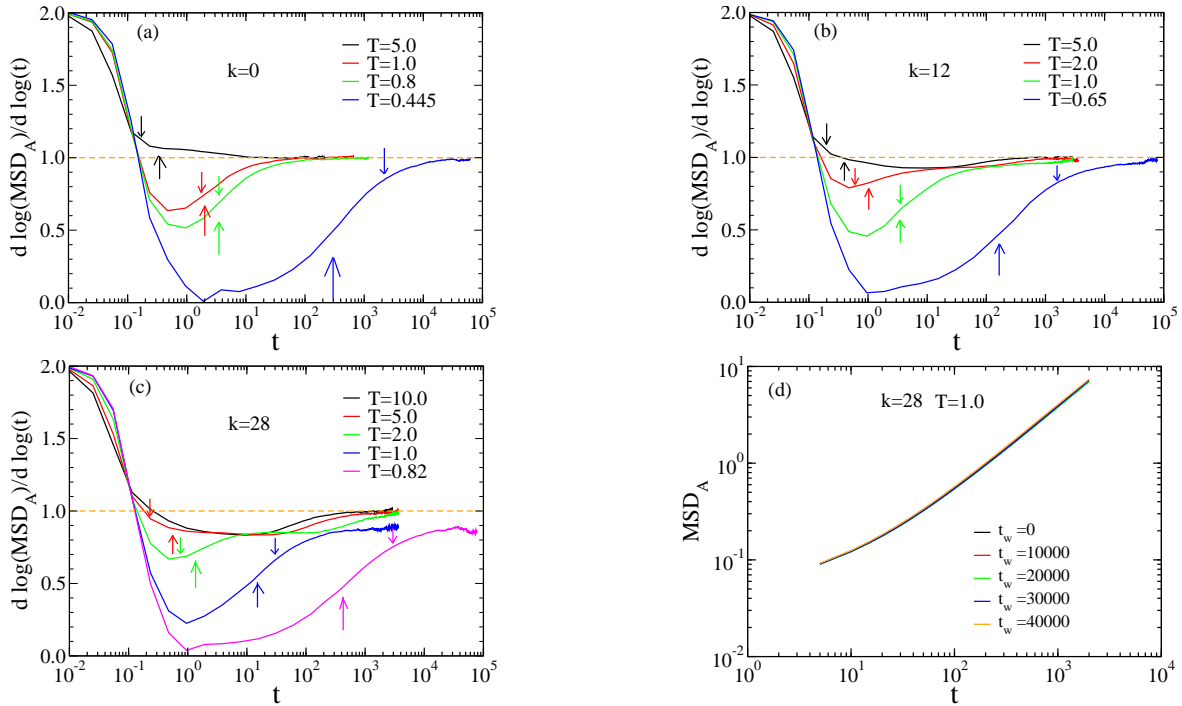 (a)
k=0
T=5.0
T=1.0
T=0.8
T=0.445
d log(MSD_A)/d log(t)
2.0
1.5
1.0
0.5
0.0
10^-2 10^-1 10^0 10^1 10^2 10^3 10^4 10^5
t
(b)
k=12
T=5.0
T=2.0
T=1.0
T=0.65
d log(MSD_A)/d log(t)
2.0
1.5
1.0
0.5
0.0
10^-2 10^-1 10^0 10^1 10^2 10^3 10^4 10^5
t
(c)
k=28
T=10.0
T=5.0
T=2.0
T=1.0
T=0.82
d log(MSD_A)/d log(t)
2.0
1.5
1.0
0.5
0.0
10^-2 10^-1 10^0 10^1 10^2 10^3 10^4 10^5
t
(d)
k=28 T=1.0
MSD_A
10^1
10^0
10^-1
10^-2
t_w =0
t_w =10000
t_w =20000
t_w =30000
t_w =40000
10^0 10^1 10^2 10^3 10^4
t